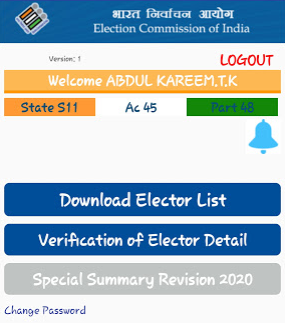 भारत निर्वाचन आयोग
Election Commission of India
Version: 1
LOGOUT
Welcome ABDUL KAREEM.T.K
State S11 Ac 45 Part 48
Download Elector List
Verification of Elector Detail
Special Summary Revision 2020
Change Password